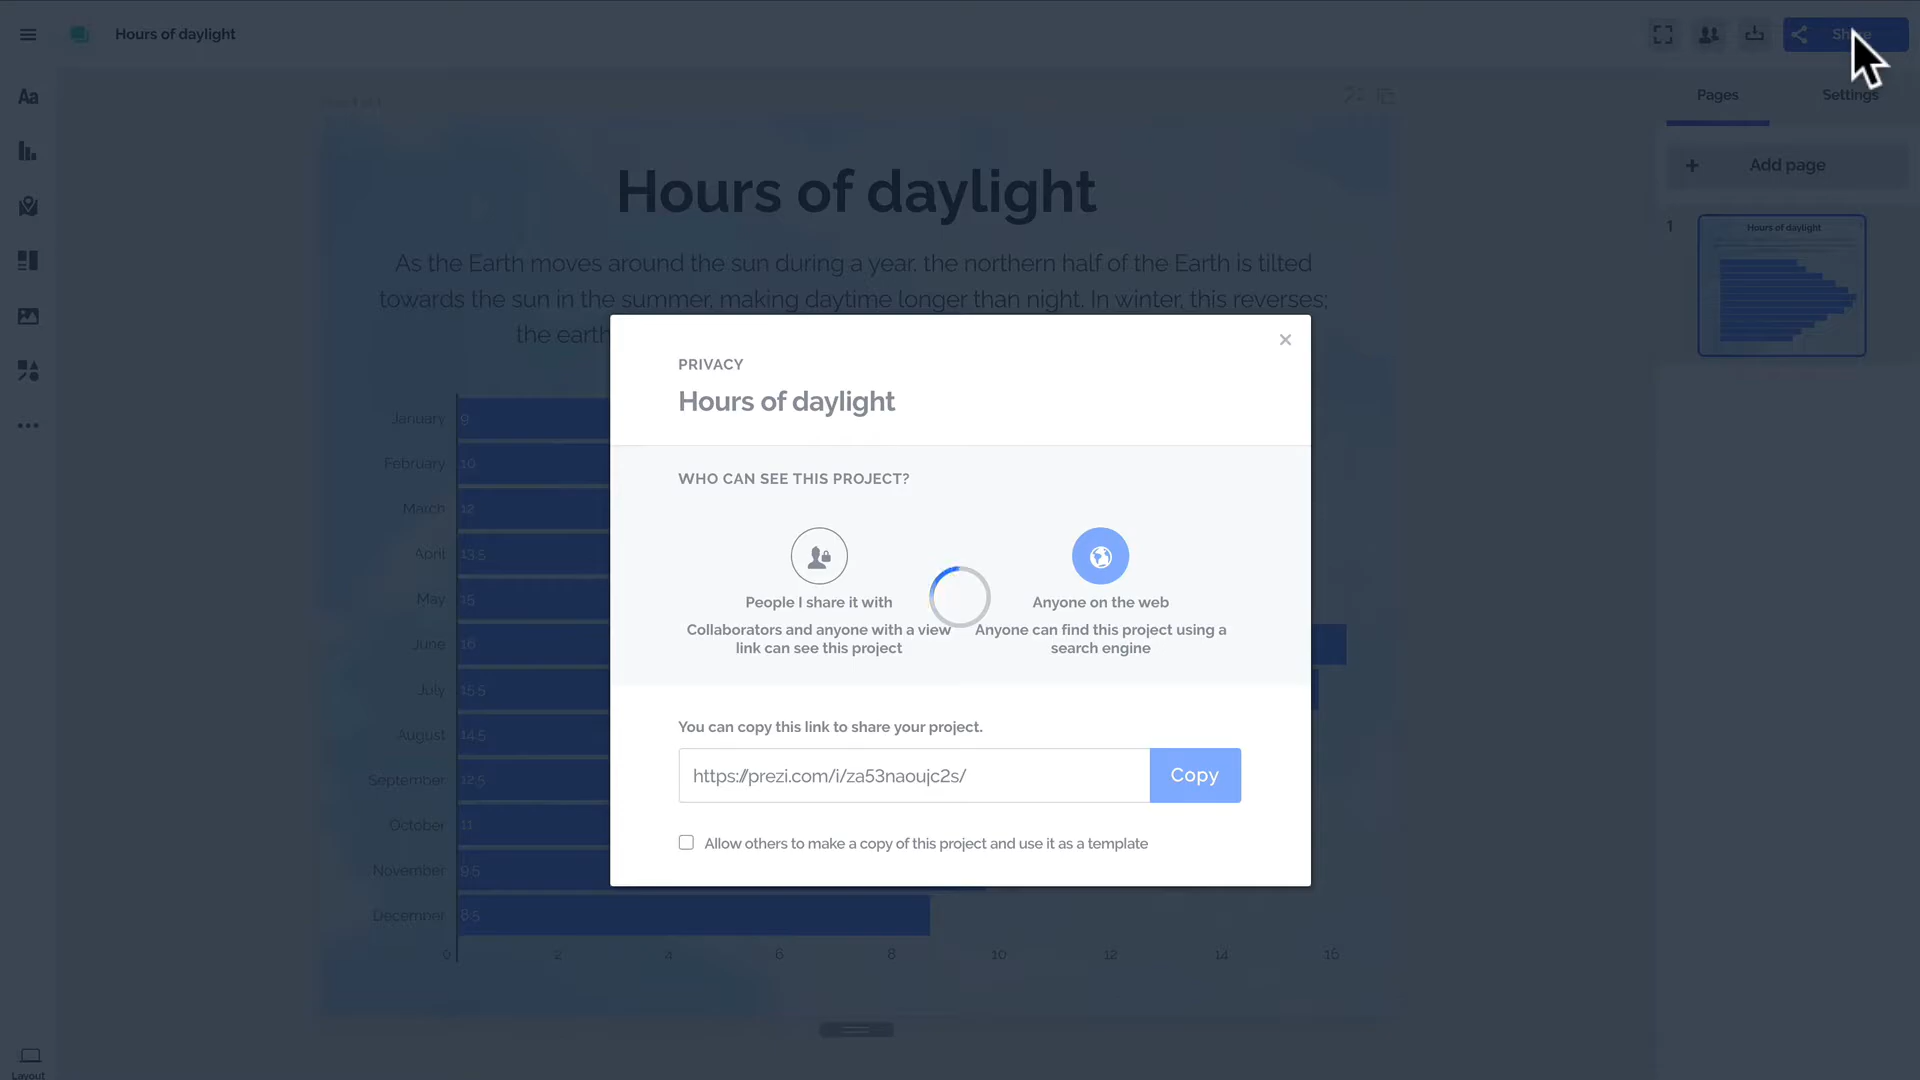 Hours of daylight
Share
Pages
Settings
Add page
1
Hours of daylight
Hours of daylight
As the Earth moves around the sun during a year, the northern half of the Earth is tilted
towards the sun in the summer, making daytime longer than night. In winter, this reverses;
the earth
PRIVACY
Hours of daylight
WHO CAN SEE THIS PROJECT?
People I share it with
Collaborators and anyone with a view
link can see this project
Anyone on the web
Anyone can find this project using a
search engine
You can copy this link to share your project.
https://prezi.com/i/za53naoujc2s/
Copy
Allow others to make a copy of this project and use it as a template
January 9
February 10
March 12
April 13.5
May 15
June 16
July 15.5
August 14.5
September 12.5
October 11
November 9.5
December 8.5
0 2 4 6 8 10 12 14 16
Layout